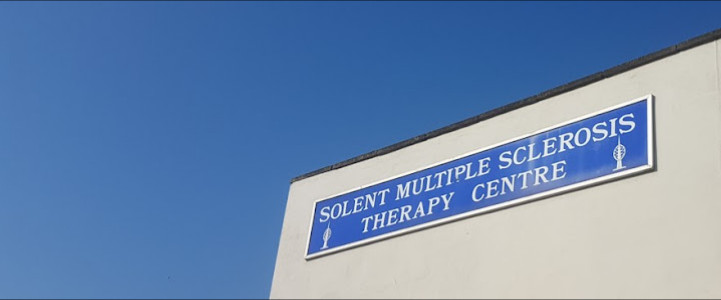 SOLENT MULTIPLE SCLEROSIS
THERAPY CENTRE